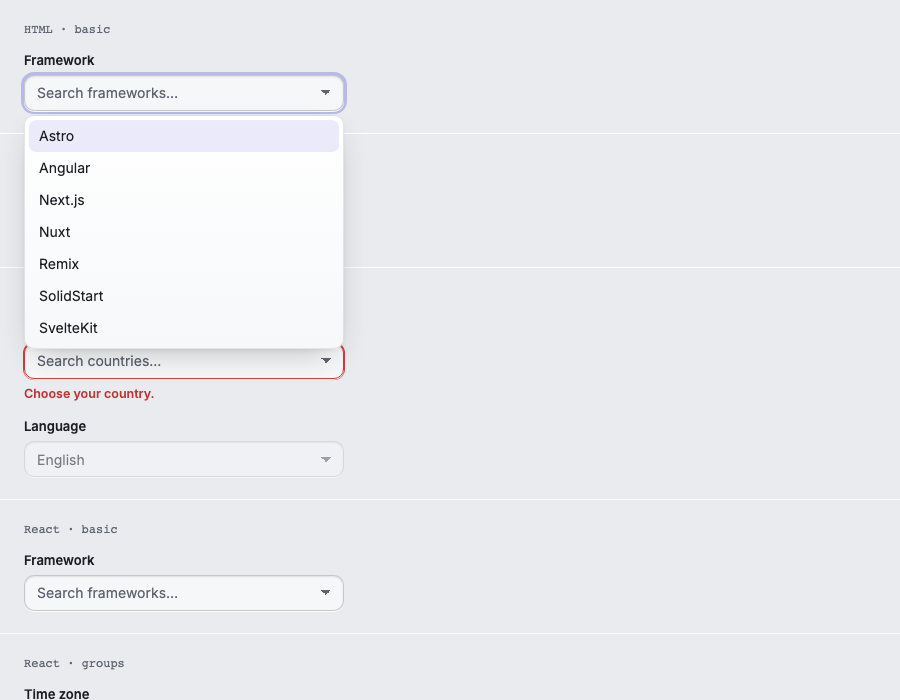 HTML · basic
Framework
Search frameworks...
Astro
Angular
Next.js
Nuxt
Remix
SolidStart
SvelteKit
Search countries...
Choose your country.
Language
English
React · basic
Framework
Search frameworks...
React · groups
Time zone